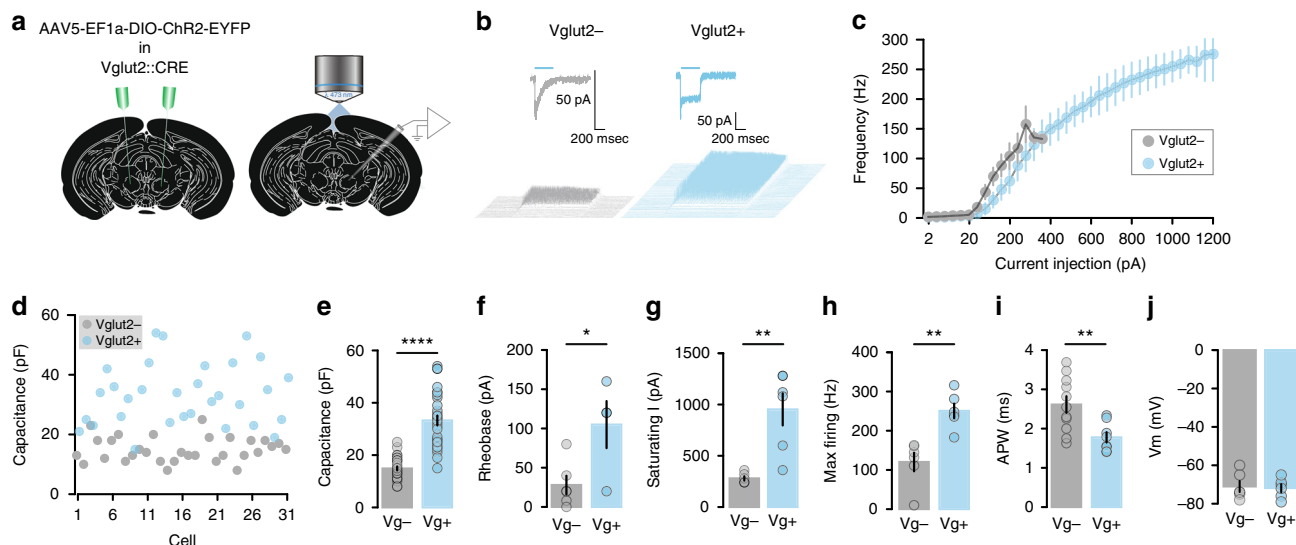 a
AAV5-EF1a-DIO-ChR2-EYFP
in
Vglut2::CRE
473 nm
b
Vglut2–
Vglut2+
50 pA
200 msec
50 pA
200 msec
c
Frequency (Hz)
300
250
200
150
100
50
0
2 20 200 400 600 800 1000 1200
Current injection (pA)
Vglut2–
Vglut2+
d
Capacitance (pF)
60
40
20
0
Vglut2–
Vglut2+
1 6 11 16 21 26 31
Cell
e
Capacitance (pF)
60
40
20
0
****
Vg– Vg+
f
Rheobase (pA)
200
150
100
50
0
*
Vg– Vg+
g
Saturating I (pA)
1500
1000
500
0
**
Vg– Vg+
h
Max firing (Hz)
400
300
200
100
0
**
Vg– Vg+
i
APW (ms)
4
3
2
1
0
**
Vg– Vg+
j
Vm (mV)
–20
–40
–60
–80
Vg– Vg+